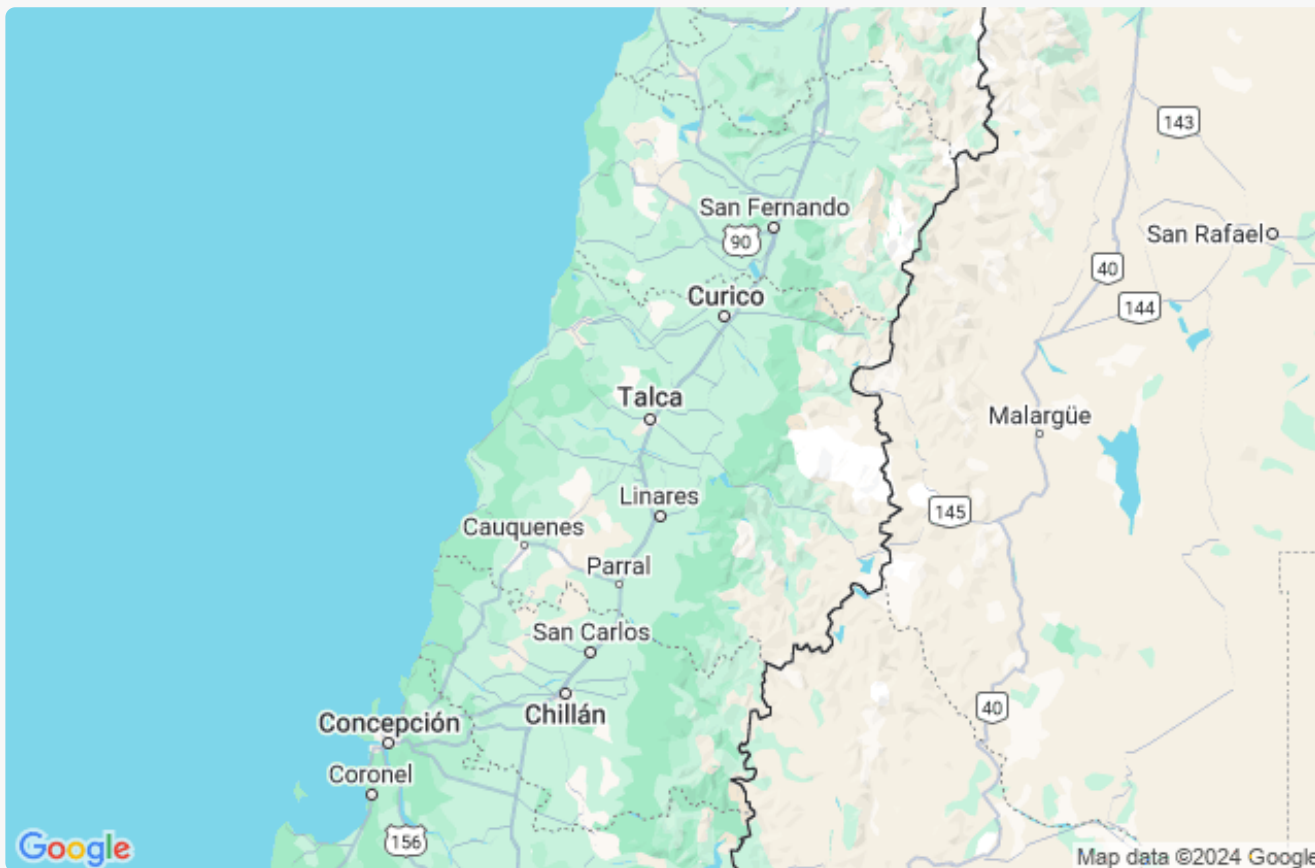 143
San Fernando
San Rafael
90
40
Curico
144
Talca
Malargüe
Linares
145
Cauquenes
Parral
San Carlos
40
Chillán
Concepción
Coronel
156
Google
Map data ©2024 Google